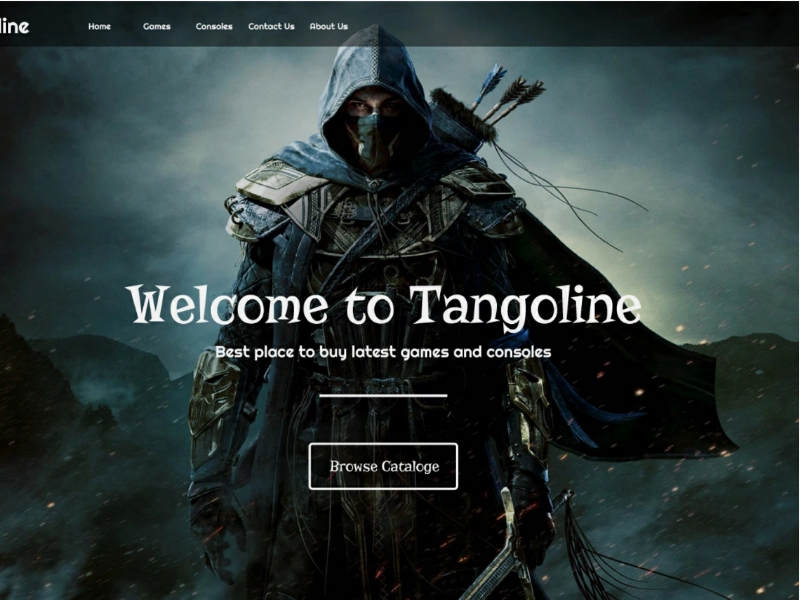 line
Home Games Consoles Contact Us About Us
Welcome to Tangoline
Best place to buy latest games and consoles
Browse Cataloge